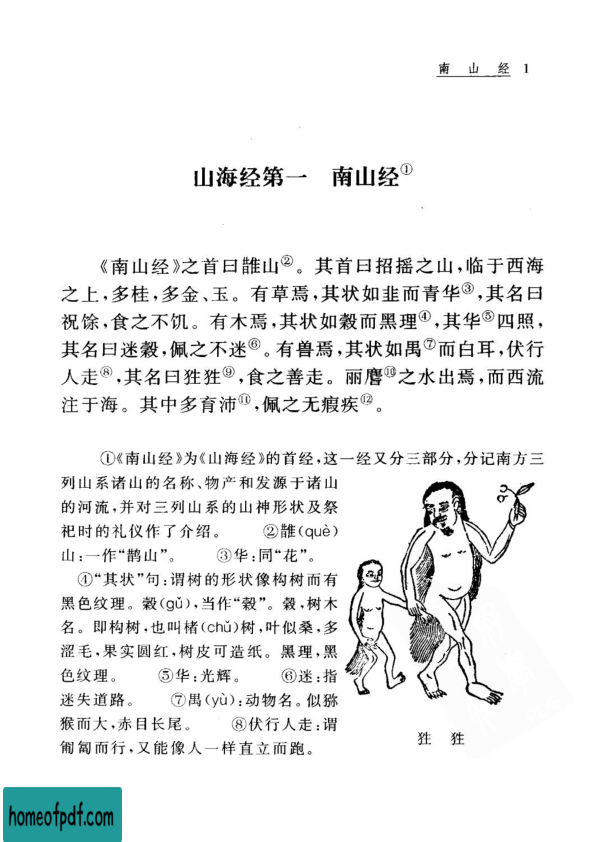 南山经 1
山海经第一 南山经①
《南山经》之首曰䧿山②。其首曰招摇之山,临于西海
之上,多桂,多金、玉。有草焉,其状如韭而青华③,其名曰
祝馀,食之不饥。有木焉,其状如榖而黑理④,其华⑤四照,
其名曰迷榖,佩之不迷⑥。有兽焉,其状如禺⑦而白耳,伏行
人走⑧,其名曰狌狌⑨,食之善走。丽𪊨⑩之水出焉,而西流
注于海。其中多育沛⑪,佩之无瘕疾⑫。
①《南山经》为《山海经》的首经,这一经又分三部分,分记南方三
列山系诸山的名称、物产和发源于诸山
的河流,并对三列山系的山神形状及祭
祀时的礼仪作了介绍。 ②䧿(què)
山:一作“鹊山”。 ③华:同“花”。
④“其状”句:谓树的形状像构树而有
黑色纹理。榖(gǔ),当作“榖”。榖,树木
名。即构树,也叫楮(chǔ)树,叶似桑,多
涩毛,果实圆红,树皮可造纸。黑理,黑
色纹理。 ⑤华:光辉。 ⑥迷:指
迷失道路。 ⑦禺(yù):动物名。似猕
猴而大,赤目长尾。 ⑧伏行人走:谓
匍匐而行,又能像人一样直立而跑。
狌 狌
homeofpdf.com